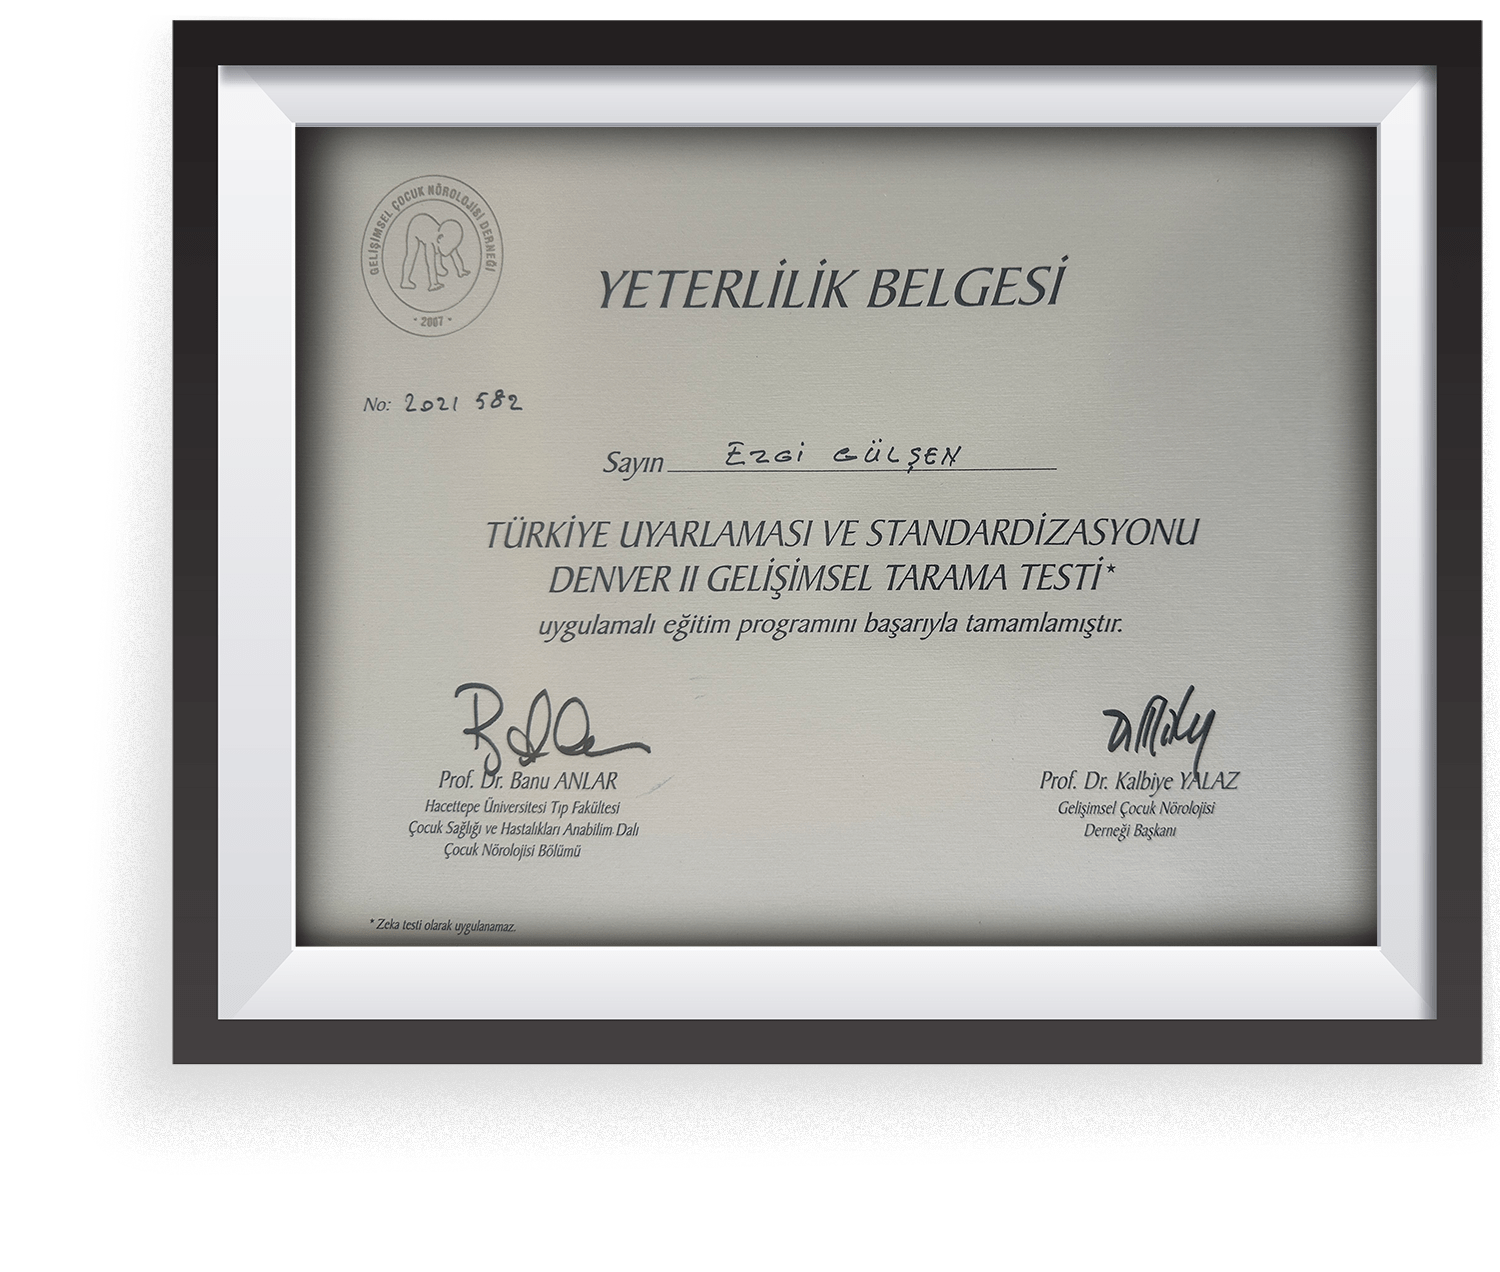 GELİŞİMSEL ÇOCUK NÖROLOJİSİ DERNEĞİ
• 2007 •
YETERLİLİK BELGESİ
No: 2021 582
Sayın EZGİ GÜLŞEN
TÜRKİYE UYARLAMASI VE STANDARDİZASYONU
DENVER II GELİŞİMSEL TARAMA TESTİ*
uygulamalı eğitim programını başarıyla tamamlamıştır.
Prof. Dr. Banu ANLAR
Hacettepe Üniversitesi Tıp Fakültesi
Çocuk Sağlığı ve Hastalıkları Anabilim Dalı
Çocuk Nörolojisi Bölümü
Prof. Dr. Kalbiye YALAZ
Gelişimsel Çocuk Nörolojisi
Derneği Başkanı
* Zeka testi olarak uygulanamaz.